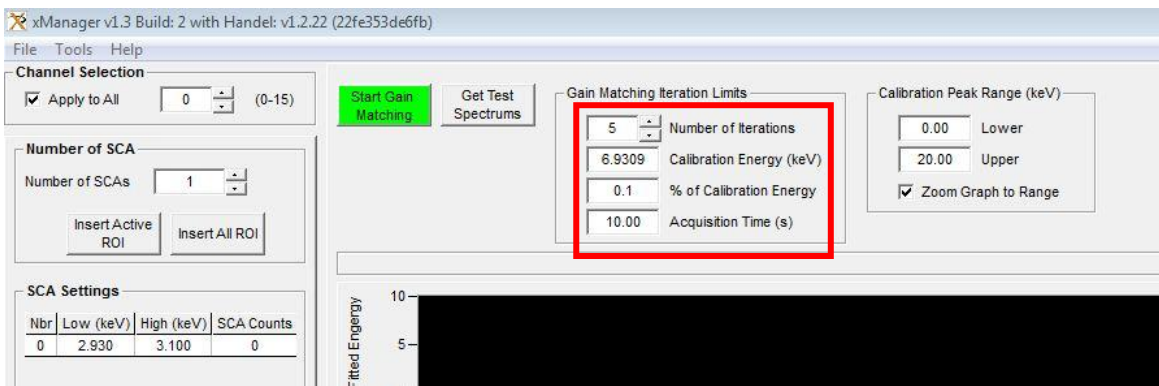 xManager v1.3 Build: 2 with Handel: v1.2.22 (22fe353de6fb)
File Tools Help
Channel Selection
Apply to All 0 (0-15)
Number of SCA
Number of SCAs 1
Insert Active
ROI
Insert All ROI
SCA Settings
Nbr Low (keV) High (keV) SCA Counts
0 2.930 3.100 0
Start Gain
Matching
Get Test
Spectrums
Gain Matching Iteration Limits
5 Number of Iterations
6.9309 Calibration Energy (keV)
0.1 % of Calibration Energy
10.00 Acquisition Time (s)
Calibration Peak Range (keV)
0.00 Lower
20.00 Upper
Zoom Graph to Range
Fitted Engergy
10
5